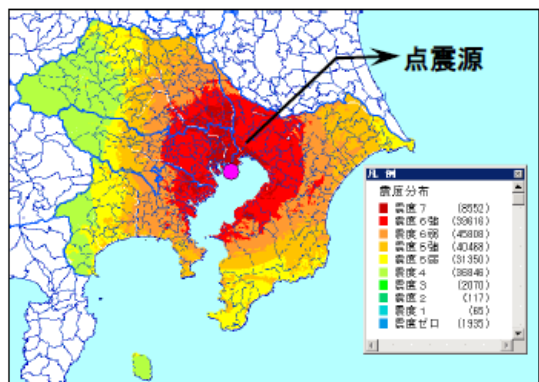 点震源
凡 例
震度分布
震度 7 (8552)
震度 6強 (39616)
震度 6弱 (45808)
震度 5強 (40468)
震度 5弱 (31350)
震度 4 (36846)
震度 3 (2070)
震度 2 (117)
震度 1 (65)
震度ゼロ (1935)